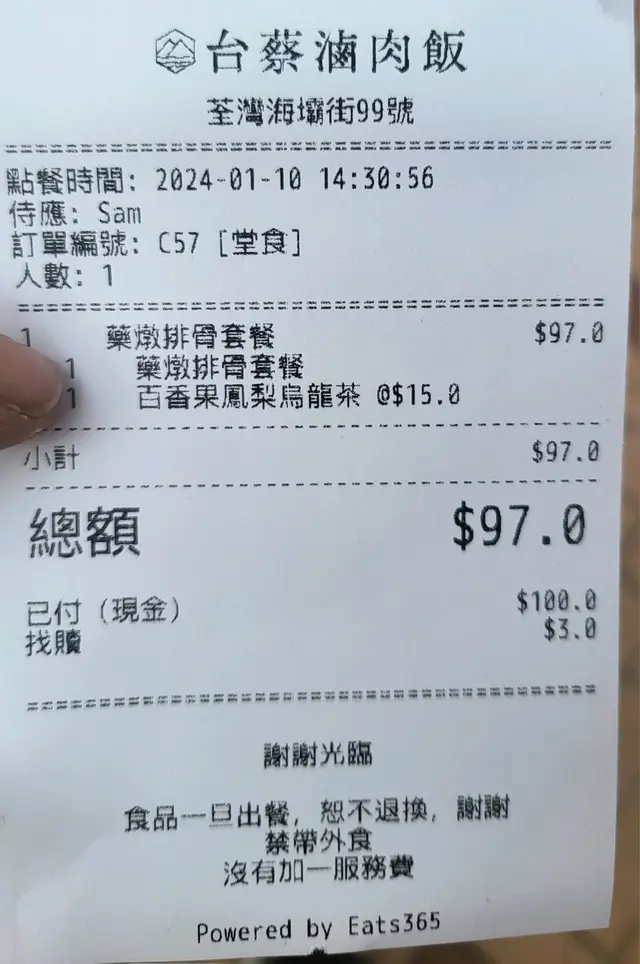 台蔡滷肉飯
荃灣海壩街99號
點餐時間: 2024-01-10 14:30:56
侍應: Sam
訂單編號: C57 [堂食]
人數: 1
1 藥燉排骨套餐 $97.0
1 藥燉排骨套餐
1 百香果鳳梨烏龍茶 @$15.0
小計 $97.0
總額 $97.0
已付 (現金) $100.0
找贖 $3.0
謝謝光臨
食品一旦出餐, 恕不退換, 謝謝
禁帶外食
沒有加一服務費
Powered by Eats365